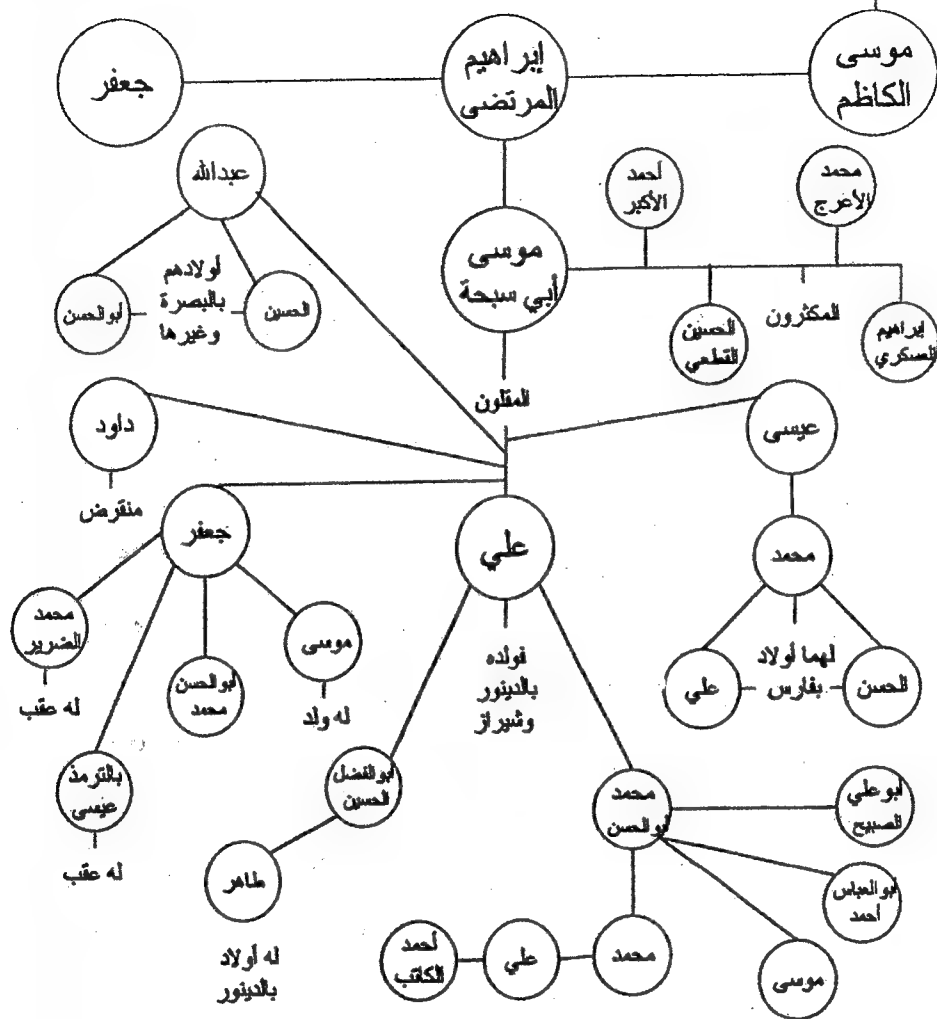 موسى
الكاظم
إبراهيم
المرتضى
جعفر
محمد
الأعرج
أحمد
الأكبر
عبدالله
موسى
أبي سبحة
أولادهم
بالبصرة
وغيرها
الحسين
أبوالحسن
المكثرون
إبراهيم
العسكري
الحسين
القطعي
المقلون
عيسى
داود
منقرض
جعفر
علي
محمد
محمد
الضرير
له عقب
موسى
له ولد
أبوالحسن
محمد
فولده
بالدينور
وشيراز
لهما أولاد
بفارس
الحسن
علي
بالترمذ
عيسى
له عقب
أبوالفضل
الحسين
محمد
أبوالحسن
أبوعلي
الصبيح
طاهر
له أولاد
بالدينور
أبوالعباس
أحمد
موسى
محمد
علي
أحمد
الكاتب